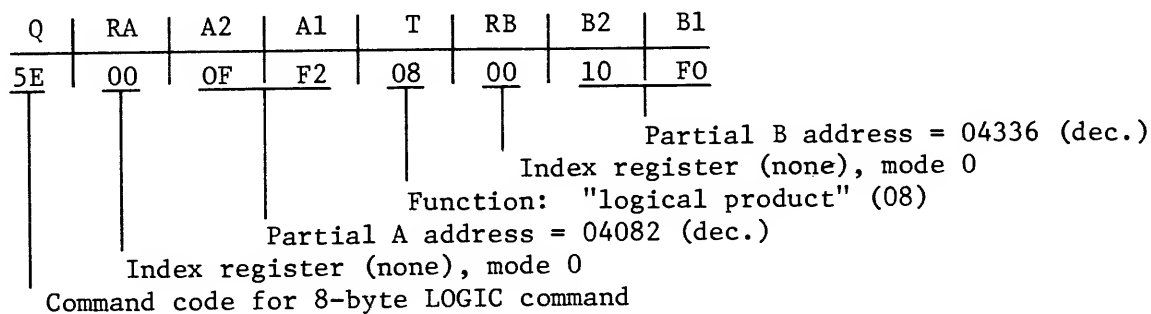 Q RA A2 A1 T RB B2 B1
5E 00 0F F2 08 00 10 F0
Partial B address = 04336 (dec.)
Index register (none), mode 0
Function: "logical product" (08)
Partial A address = 04082 (dec.)
Index register (none), mode 0
Command code for 8-byte LOGIC command